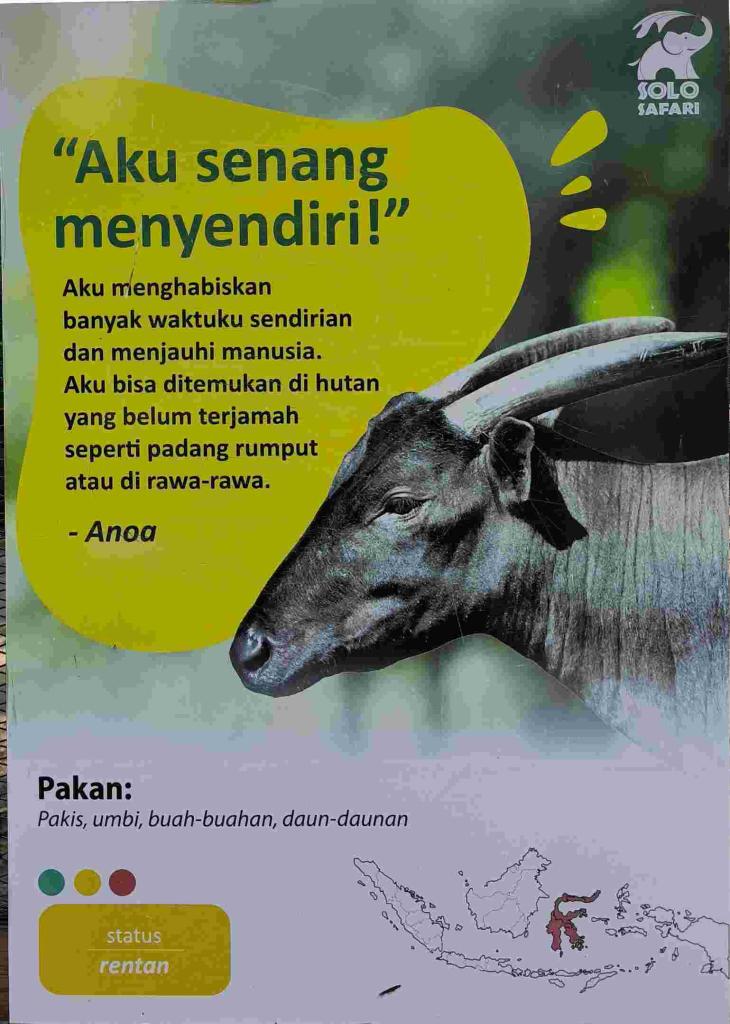 SOLO
SAFARI
“Aku senang
menyendiri!”
Aku menghabiskan
banyak waktuku sendirian
dan menjauhi manusia.
Aku bisa ditemukan di hutan
yang belum terjamah
seperti padang rumput
atau di rawa-rawa.
- Anoa
Pakan:
Pakis, umbi, buah-buahan, daun-daunan
status
rentan